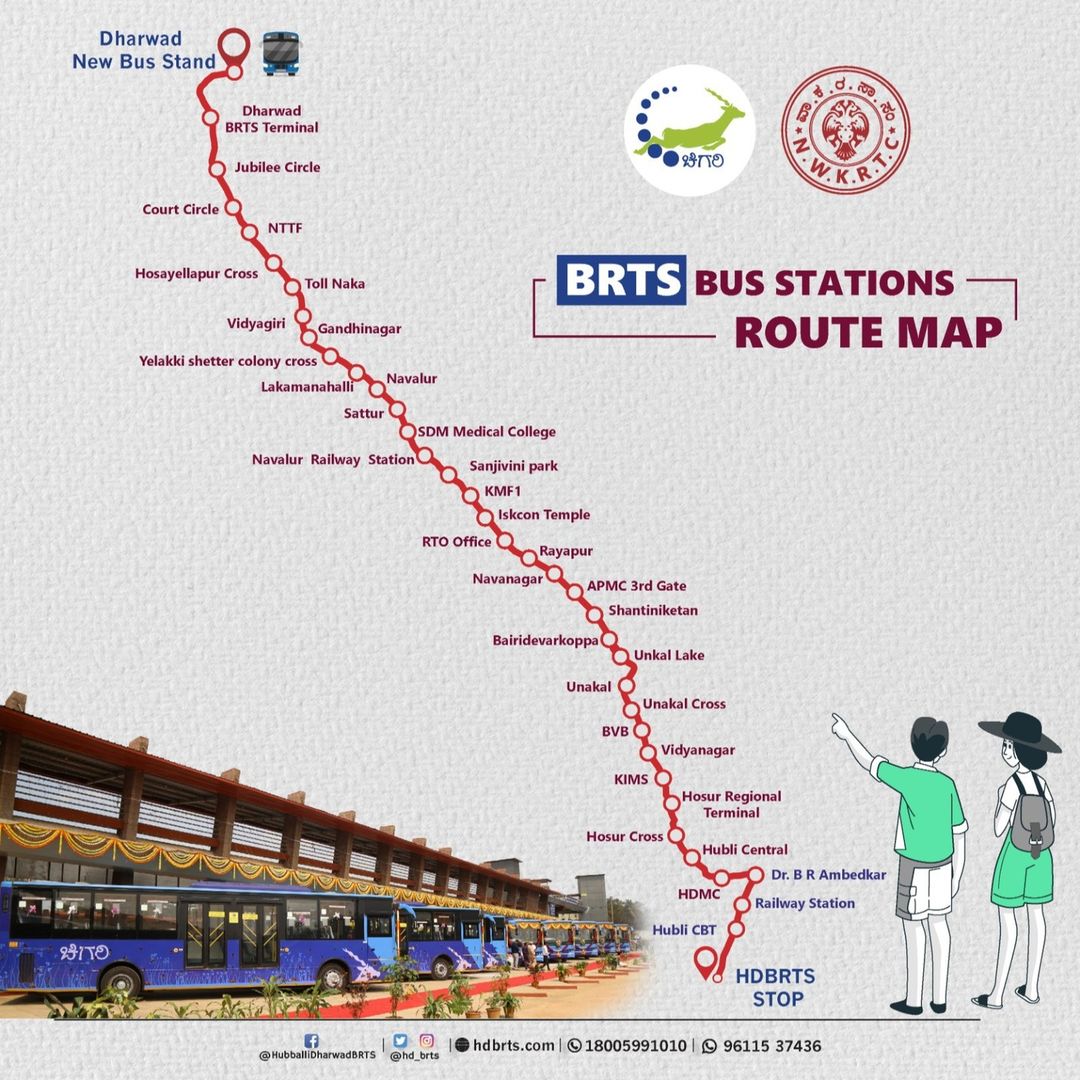 Dharwad
New Bus Stand
Dharwad
BRTS Terminal
Jubilee Circle
Court Circle
NTTF
Hosayellapur Cross
Toll Naka
Vidyagiri
Gandhinagar
Yelakki shetter colony cross
Lakamanahalli
Navalur
Sattur
SDM Medical College
Navalur Railway Station
Sanjivini park
KMF1
Iskcon Temple
RTO Office
Rayapur
Navanagar
APMC 3rd Gate
Shantiniketan
Bairidevarkoppa
Unkal Lake
Unakal
Unakal Cross
BVB
Vidyanagar
KIMS
Hosur Regional
Terminal
Hosur Cross
Hubli Central
HDMC
Dr. B R Ambedkar
Railway Station
Hubli CBT
HDBRTS
STOP
ಚಿಗರಿ
ವಾ.ಕ.ರ.ಸಾ.ಸಂ
N.W.K.R.T.C
BRTS BUS STATIONS
ROUTE MAP
ಚಿಗರಿ
@HubballiDharwadBRTS | @hd_brts | hdbrts.com | 18005991010 | 96115 37436